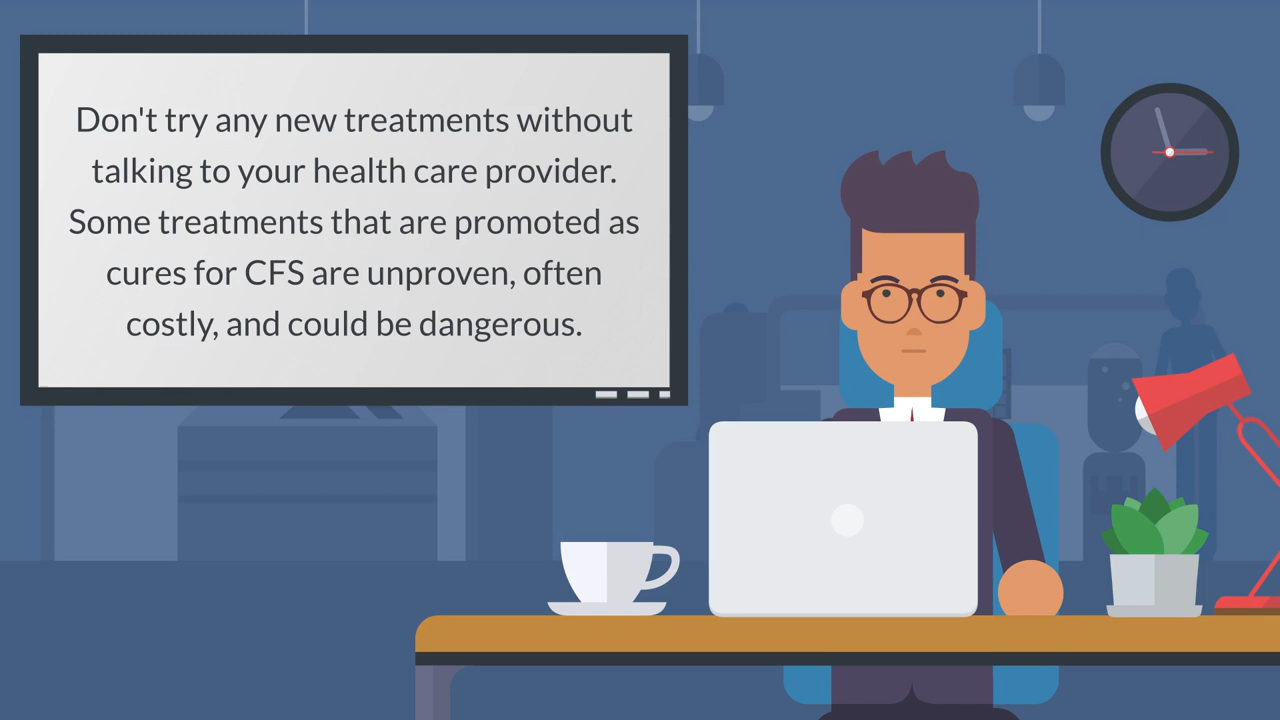 Don't try any new treatments without
talking to your health care provider.
Some treatments that are promoted as
cures for CFS are unproven, often
costly, and could be dangerous.